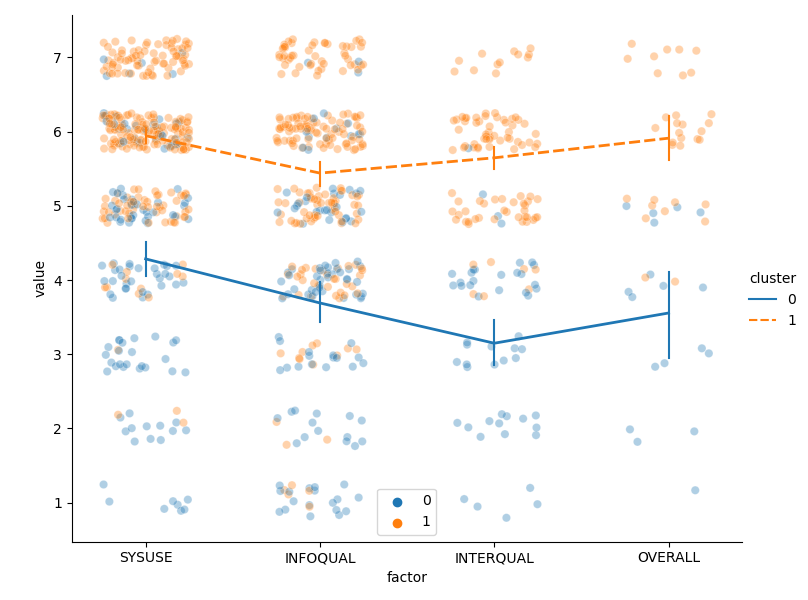 value
7
6
5
4
3
2
1
SYSUSE
INFOQUAL
INTERQUAL
OVERALL
factor
0
1
cluster
0
1